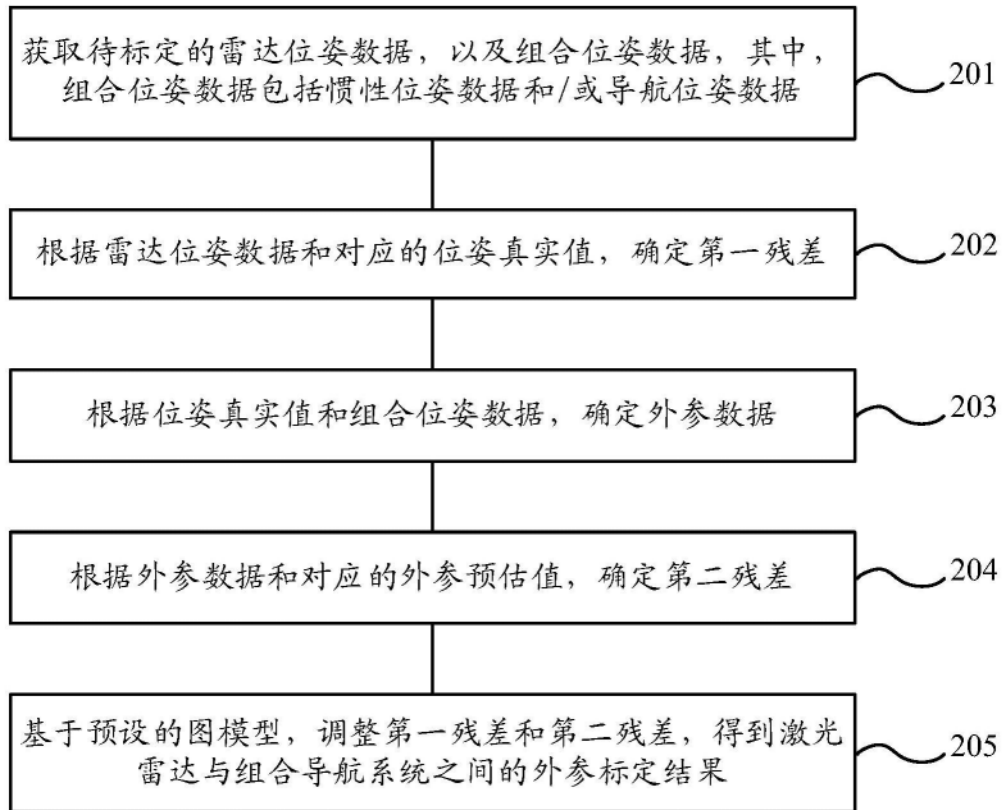 获取待标定的雷达位姿数据，以及组合位姿数据，其中，
组合位姿数据包括惯性位姿数据和/或导航位姿数据
201
根据雷达位姿数据和对应的位姿真实值，确定第一残差
202
根据位姿真实值和组合位姿数据，确定外参数据
203
根据外参数据和对应的外参预估值，确定第二残差
204
基于预设的图模型，调整第一残差和第二残差，得到激光
雷达与组合导航系统之间的外参标定结果
205